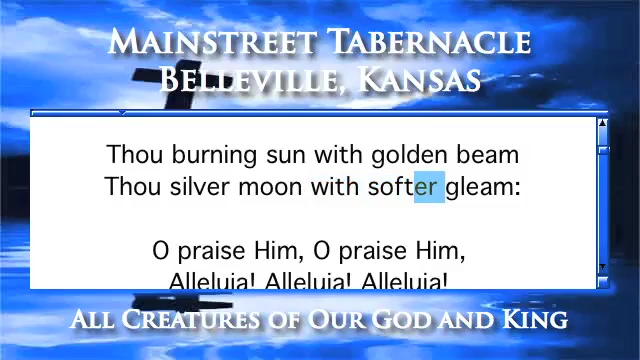 Mainstreet Tabernacle
Belleville, Kansas
Thou burning sun with golden beam
Thou silver moon with softer gleam:
O praise Him, O praise Him,
Alleluia! Alleluia! Alleluia!
All Creatures of Our God and King